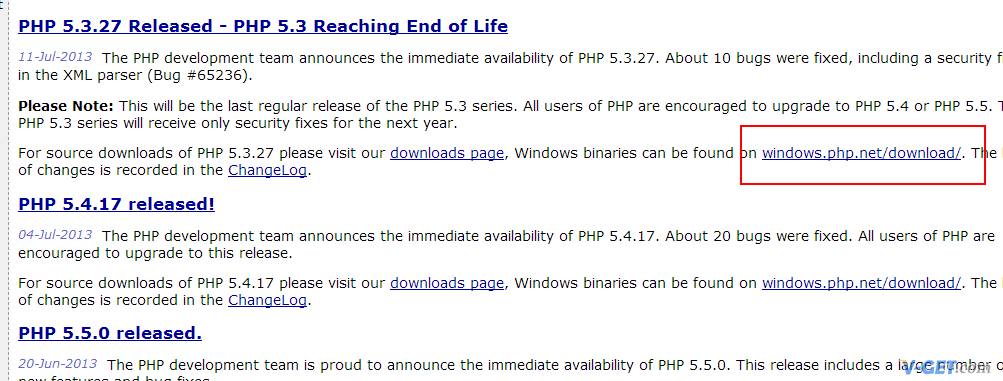 PHP 5.3.27 Released - PHP 5.3 Reaching End of Life
11-Jul-2013 The PHP development team announces the immediate availability of PHP 5.3.27. About 10 bugs were fixed, including a security
in the XML parser (Bug #65236).
Please Note: This will be the last regular release of the PHP 5.3 series. All users of PHP are encouraged to upgrade to PHP 5.4 or PHP 5.5.
PHP 5.3 series will receive only security fixes for the next year.
For source downloads of PHP 5.3.27 please visit our downloads page, Windows binaries can be found on windows.php.net/download/. The
of changes is recorded in the ChangeLog.
PHP 5.4.17 released!
04-Jul-2013 The PHP development team announces the immediate availability of PHP 5.4.17. About 20 bugs were fixed. All users of PHP are
encouraged to upgrade to this release.
For source downloads of PHP 5.4.17 please visit our downloads page, Windows binaries can be found on windows.php.net/download/. The
of changes is recorded in the ChangeLog.
PHP 5.5.0 released.
20-Jun-2013 The PHP development team is proud to announce the immediate availability of PHP 5.5.0. This release includes a large number
new features and bug fixes.
V-GET.com